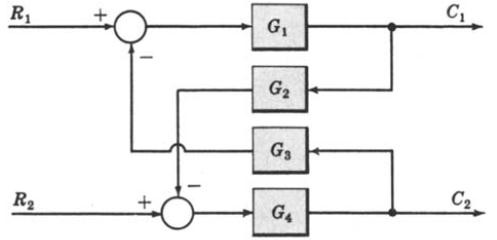 R₁ + G₁ C₁
−
G₂
G₃
−
R₂ + G₄ C₂